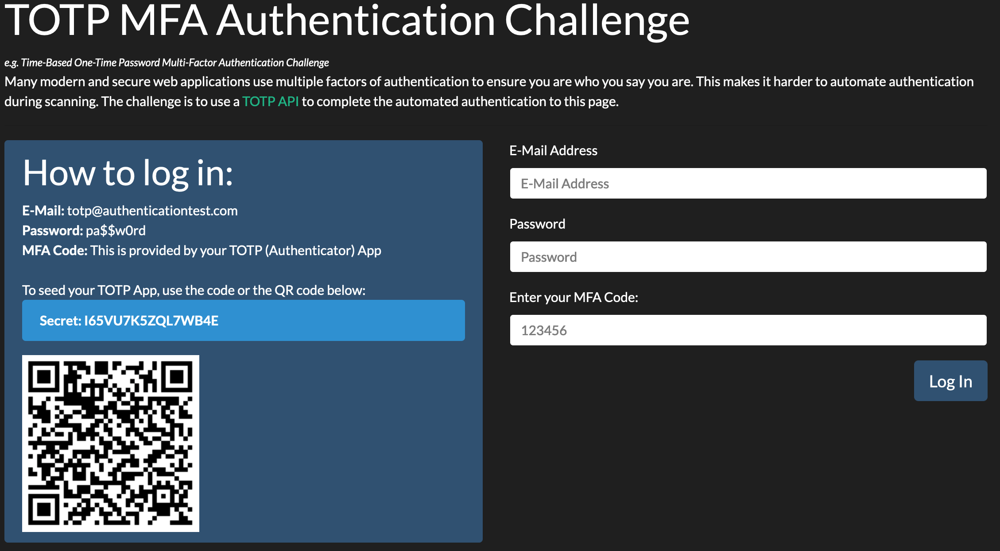 TOTP MFA Authentication Challenge
e.g. Time-Based One-Time Password Multi-Factor Authentication Challenge
Many modern and secure web applications use multiple factors of authentication to ensure you are who you say you are. This makes it harder to automate authentication
during scanning. The challenge is to use a TOTP API to complete the automated authentication to this page.
How to log in:
E-Mail: totp@authenticationtest.com
Password: pa$$w0rd
MFA Code: This is provided by your TOTP (Authenticator) App
To seed your TOTP App, use the code or the QR code below:
Secret: I65VU7K5ZQL7WB4E
E-Mail Address
E-Mail Address
Password
Password
Enter your MFA Code:
123456
Log In